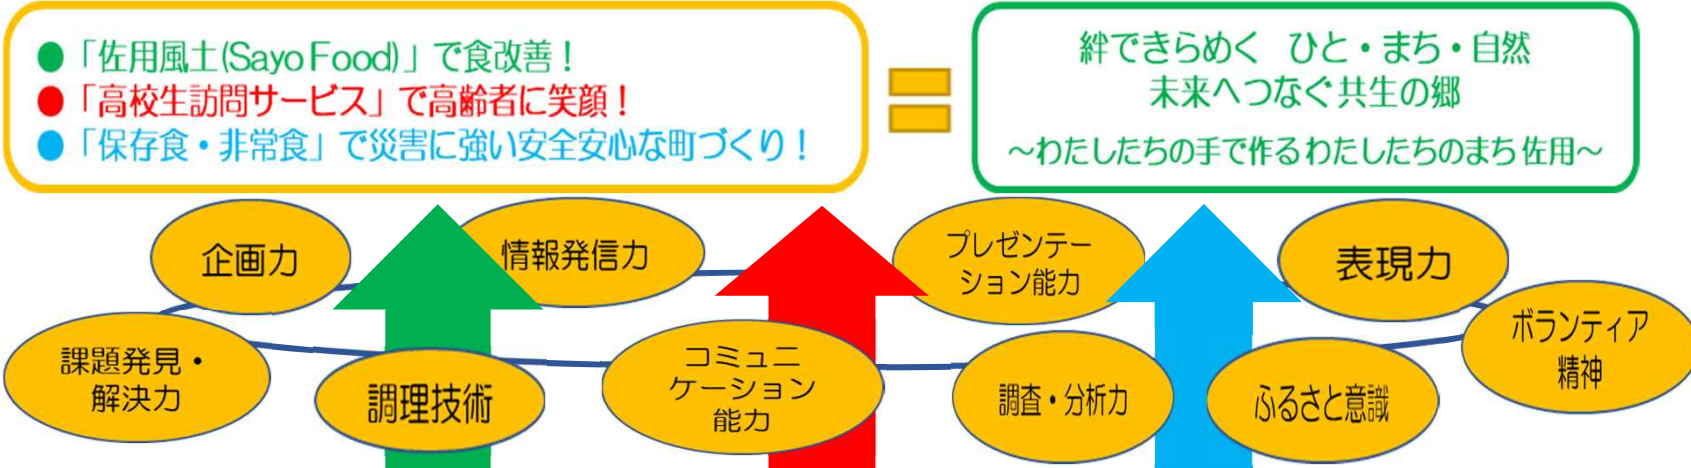 ●「佐用風土(Sayo Food)」で食改善！
●「高校生訪問サービス」で高齢者に笑顔！
●「保存食・非常食」で災害に強い安全安心な町づくり！
絆できらめく　ひと・まち・自然
未来へつなぐ共生の郷
～わたしたちの手で作るわたしたちのまち佐用～
企画力
情報発信力
プレゼンテー
ション能力
表現力
ボランティア
精神
課題発見・
解決力
調理技術
コミュニ
ケーション
能力
調査・分析力
ふるさと意識